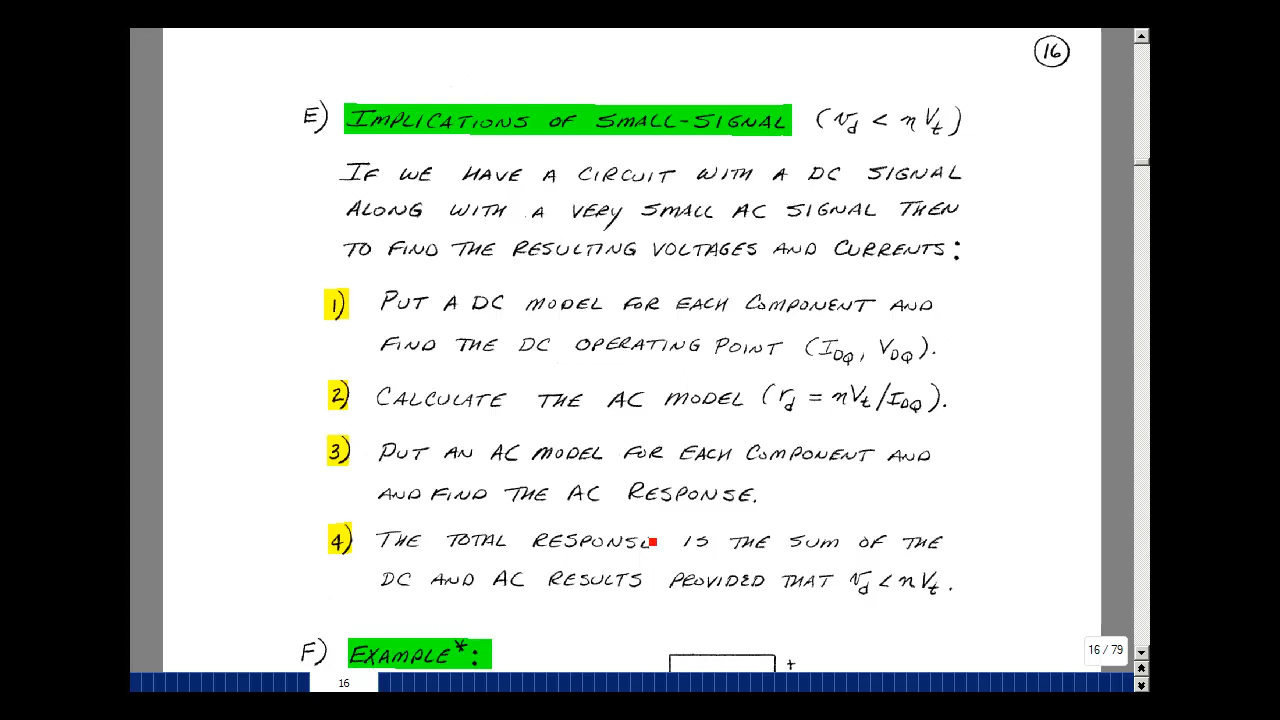 16
E) IMPLICATIONS OF SMALL-SIGNAL (vd < nVt)
IF WE HAVE A CIRCUIT WITH A DC SIGNAL
ALONG WITH A VERY SMALL AC SIGNAL THEN
TO FIND THE RESULTING VOLTAGES AND CURRENTS:
1) PUT A DC MODEL FOR EACH COMPONENT AND
FIND THE DC OPERATING POINT (IDQ, VDQ).
2) CALCULATE THE AC MODEL (rd = nVt/IDQ).
3) PUT AN AC MODEL FOR EACH COMPONENT AND
AND FIND THE AC RESPONSE.
4) THE TOTAL RESPONSE IS THE SUM OF THE
DC AND AC RESULTS PROVIDED THAT vd < nVt.
F) EXAMPLE*:
+
16 / 79
16